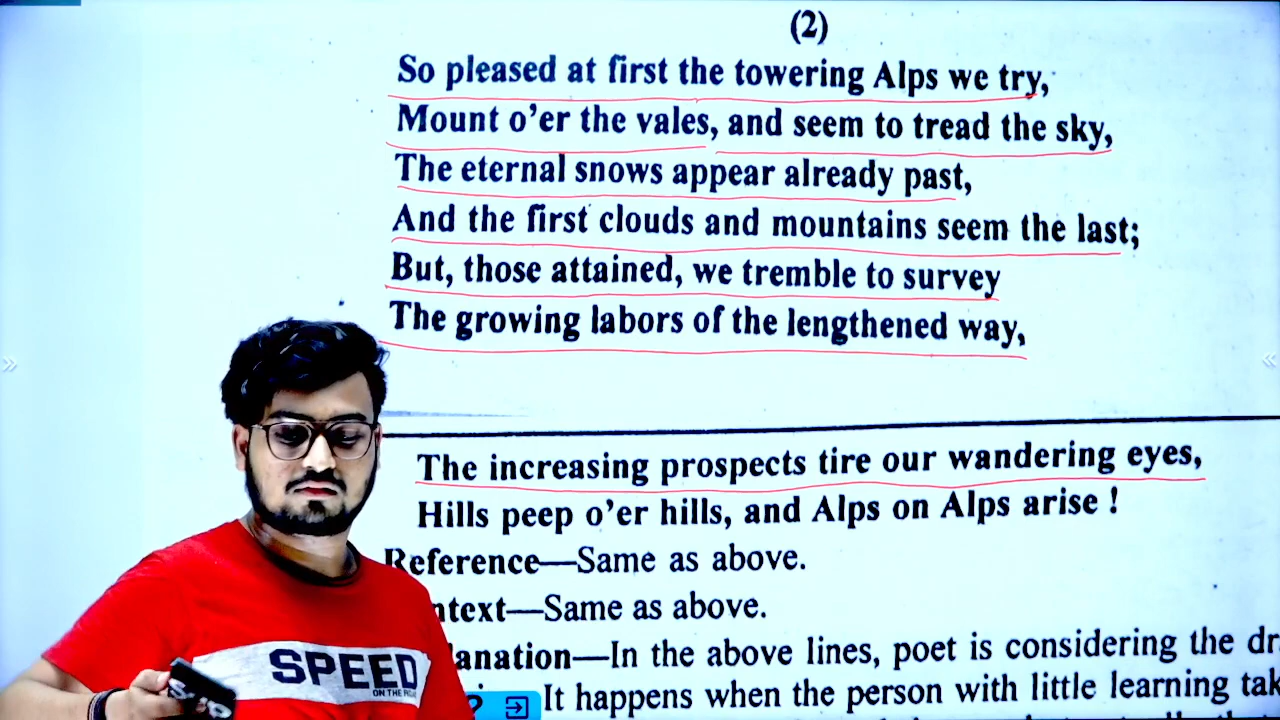 (2)
So pleased at first the towering Alps we try,
Mount o'er the vales, and seem to tread the sky,
The eternal snows appear already past,
And the first clouds and mountains seem the last;
But, those attained, we tremble to survey
The growing labors of the lengthened way,
The increasing prospects tire our wandering eyes,
Hills peep o'er hills, and Alps on Alps arise !
Reference—Same as above.
ntext—Same as above.
lanation—In the above lines, poet is considering the
It happens when the person with little learning
SPEED
ON THE